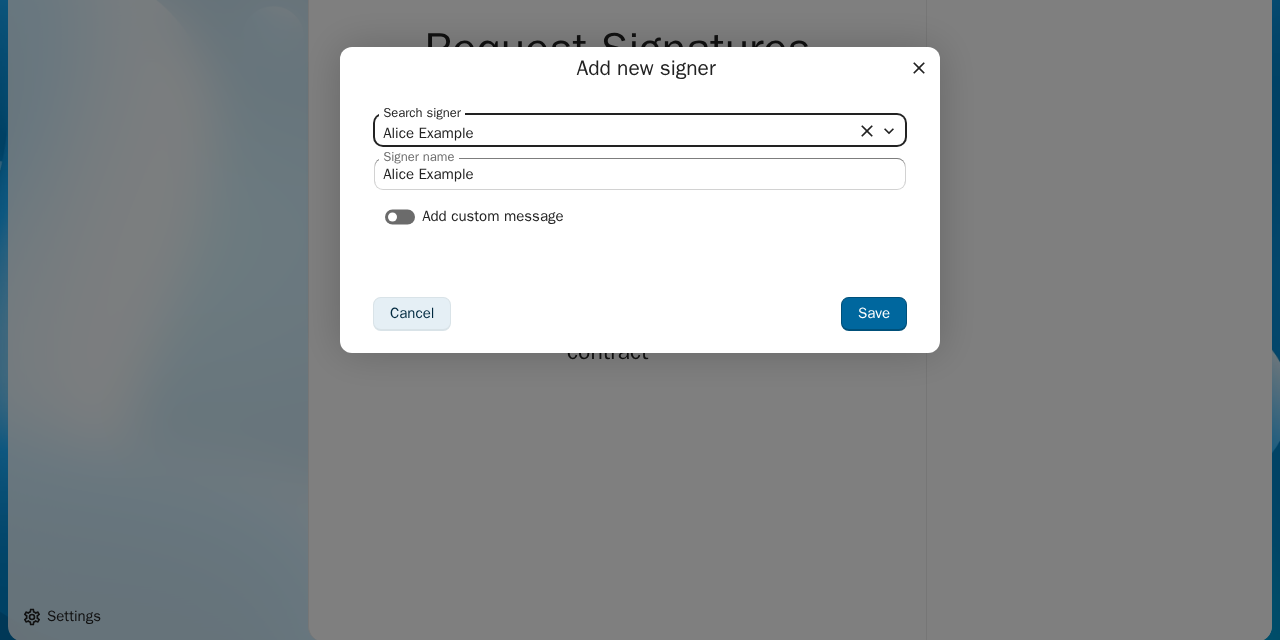 Request Signatures
Add new signer
Search signer
Alice Example
Signer name
Alice Example
Add custom message
Cancel
Save
contract
Settings